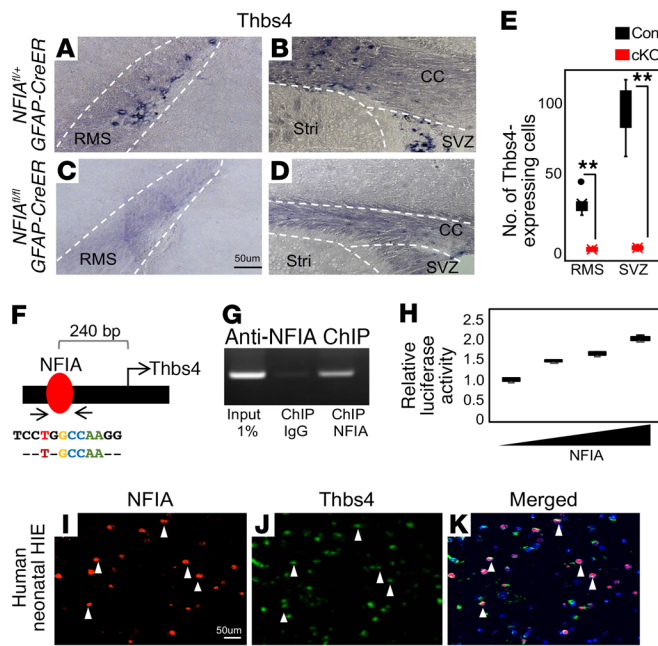 Thbs4
A
B
E
NFIAfl/+
GFAP-CreER
RMS
CC
Stri
SVZ
C
D
NFIAfl/fl
GFAP-CreER
RMS
50um
CC
Stri
SVZ
Con
cKO
No. of Thbs4-
expressing cells
100
50
0
**
**
RMS
SVZ
F
240 bp
NFIA
Thbs4
TCCTGGCCAAGG
--T-GCCAA--
G
Anti-NFIA ChIP
Input
1%
ChIP
IgG
ChIP
NFIA
H
Relative
luciferase
activity
2.5
2.0
1.5
1.0
0
NFIA
NFIA
Thbs4
Merged
Human
neonatal HIE
I
50um
J
K